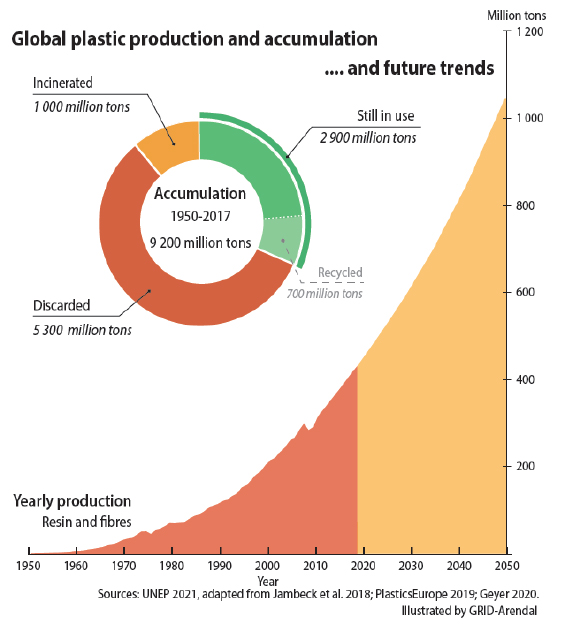 Million tons
Global plastic production and accumulation
.... and future trends
Incinerated
1 000 million tons
Still in use
2 900 million tons
Accumulation
1950-2017
9 200 million tons
Recycled
700 million tons
Discarded
5 300 million tons
1 200
1 000
800
600
400
200
Yearly production
Resin and fibres
1950 1960 1970 1980 1990 2000 2010 2020 2030 2040 2050
Year
Sources: UNEP 2021, adapted from Jambeck et al. 2018; PlasticsEurope 2019; Geyer 2020.
Illustrated by GRID-Arendal